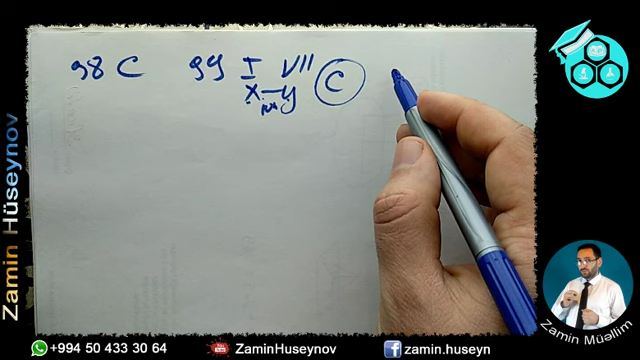 98 C 99 I VII C
x - y
Zamin Hüseynov
Zamin Müəllim
+994 50 433 30 64
ZaminHuseynov
zamin.huseyn